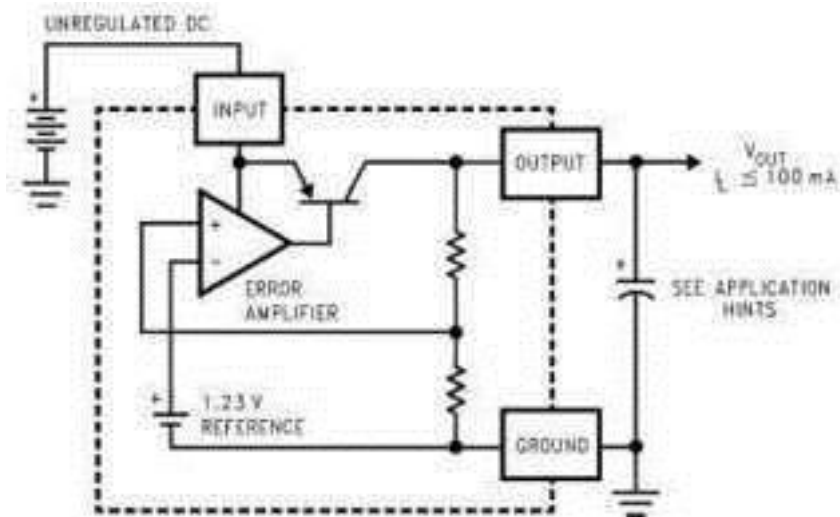 UNREGULATED DC
INPUT
OUTPUT
VOUT
IL ≤ 100 mA
+
-
ERROR
AMPLIFIER
SEE APPLICATION
HINTS
1.23 V
REFERENCE
GROUND